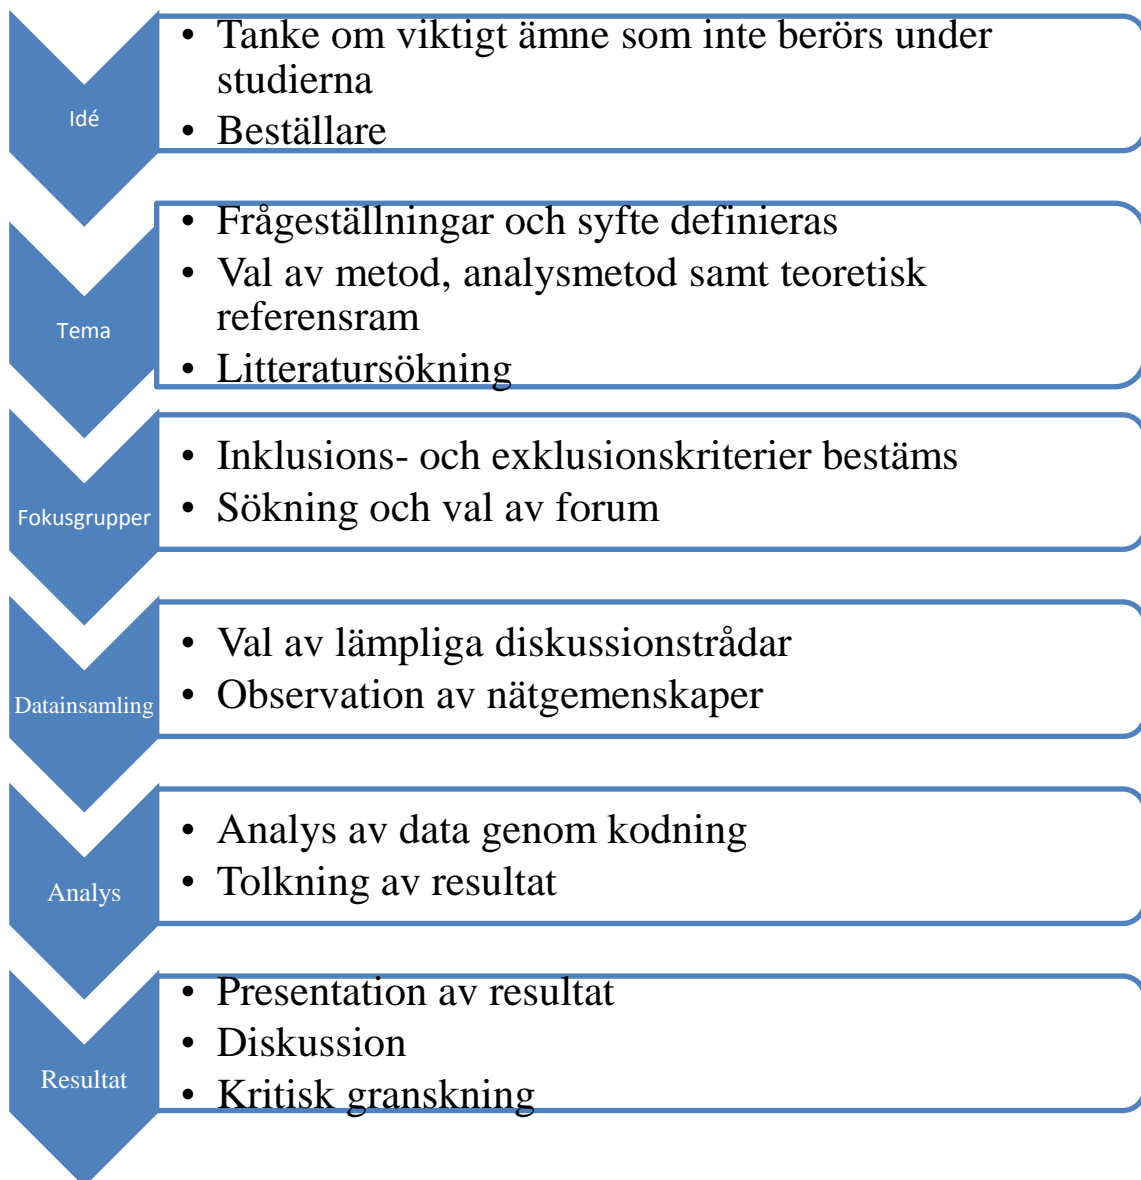 Idé
• Tanke om viktigt ämne som inte berörs under
studierna
• Beställare
Tema
• Frågeställningar och syfte definieras
• Val av metod, analysmetod samt teoretisk
referensram
• Litteratursökning
Fokusgrupper
• Inklusions- och exklusionskriterier bestäms
• Sökning och val av forum
Datainsamling
• Val av lämpliga diskussionstrådar
• Observation av nätgemenskaper
Analys
• Analys av data genom kodning
• Tolkning av resultat
Resultat
• Presentation av resultat
• Diskussion
• Kritisk granskning